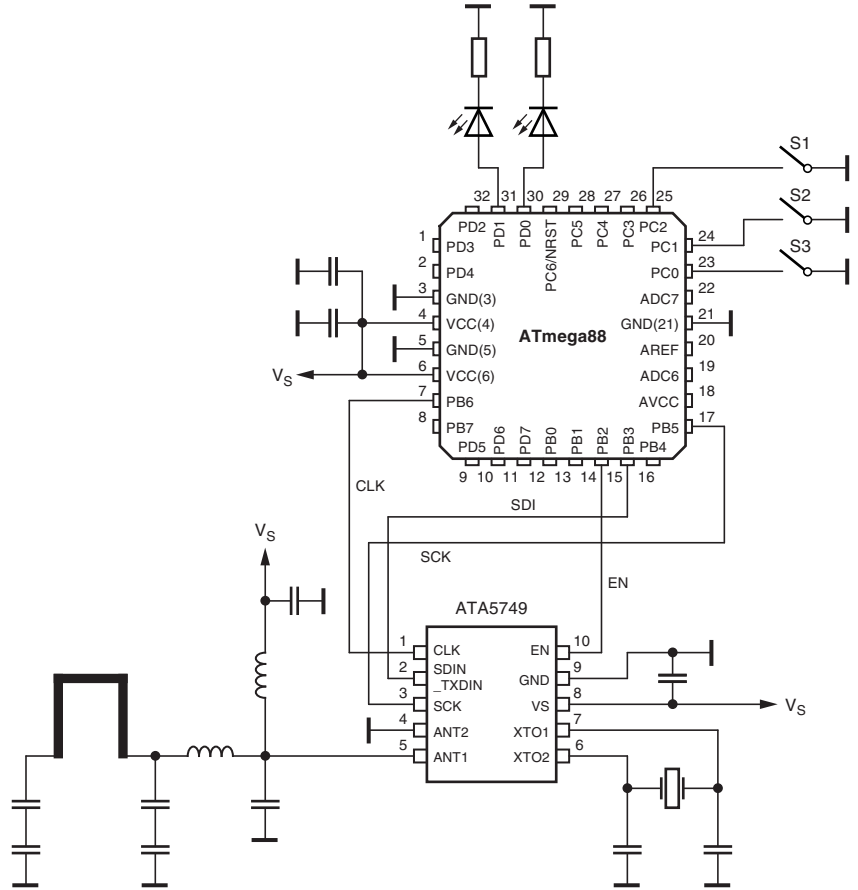 S1
32 31 30 29 28 27 26 25
PD2 PD1 PD0 PC6/NRST PC5 PC4 PC3 PC2
S2
1 PD3
PC1 24
S3
2 PD4
PC0 23
3 GND(3)
ADC7 22
4 VCC(4)
GND(21) 21
ATmega88
5 GND(5)
AREF 20
VS
6 VCC(6)
ADC6 19
7 PB6
AVCC 18
8 PB7
PB5 17
PD5 PD6 PD7 PB0 PB1 PB2 PB3 PB4
9 10 11 12 13 14 15 16
CLK
SDI
VS
SCK
EN
ATA5749
1 CLK
EN 10
2 SDIN
_TXDIN
GND 9
3 SCK
VS 8
VS
4 ANT2
XTO1 7
5 ANT1
XTO2 6